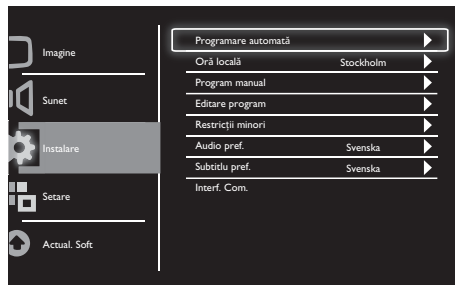 Imagine
Sunet
Instalare
Setare
Actual. Soft
Programare automată
Oră locală Stockholm
Program manual
Editare program
Restricții minori
Audio pref. Svenska
Subtitlu pref. Svenska
Interf. Com.